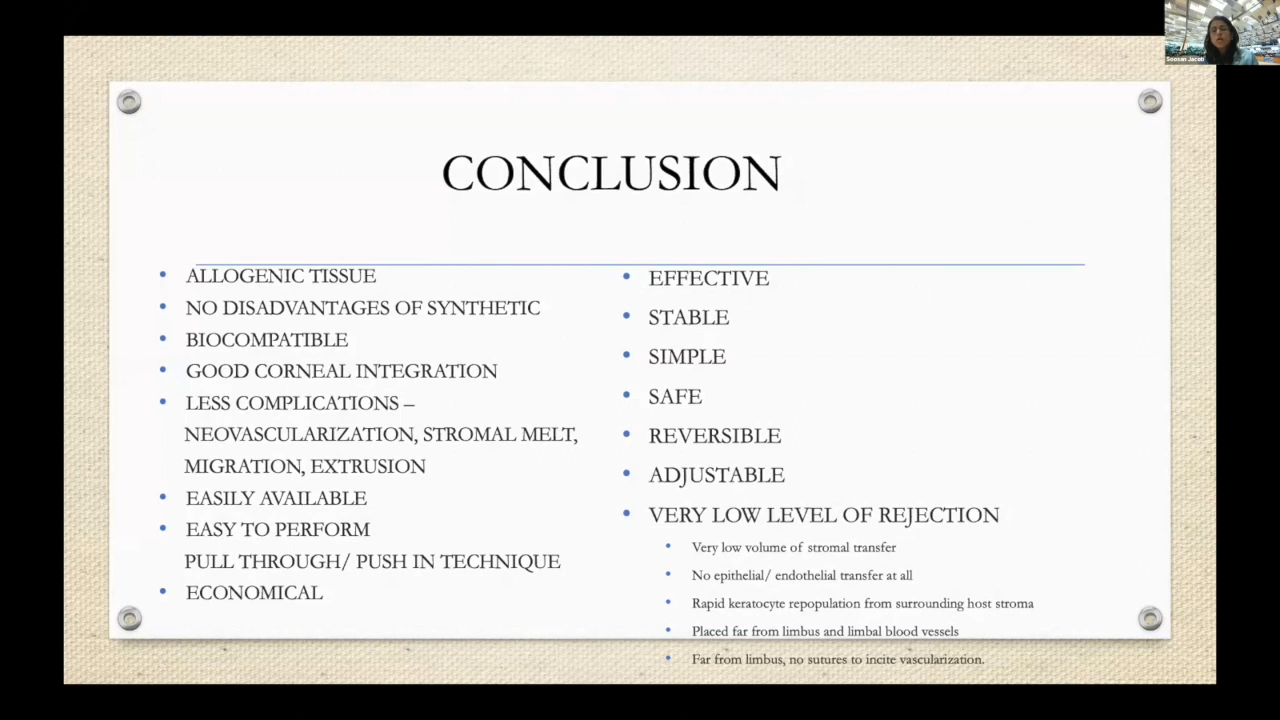 Soosan Jacob
CONCLUSION
• ALLOGENIC TISSUE
• NO DISADVANTAGES OF SYNTHETIC
• BIOCOMPATIBLE
• GOOD CORNEAL INTEGRATION
• LESS COMPLICATIONS –
NEOVASCULARIZATION, STROMAL MELT,
MIGRATION, EXTRUSION
• EASILY AVAILABLE
• EASY TO PERFORM
PULL THROUGH/ PUSH IN TECHNIQUE
• ECONOMICAL
• EFFECTIVE
• STABLE
• SIMPLE
• SAFE
• REVERSIBLE
• ADJUSTABLE
• VERY LOW LEVEL OF REJECTION
• Very low volume of stromal transfer
• No epithelial/ endothelial transfer at all
• Rapid keratocyte repopulation from surrounding host stroma
• Placed far from limbus and limbal blood vessels
• Far from limbus, no sutures to incite vascularization.